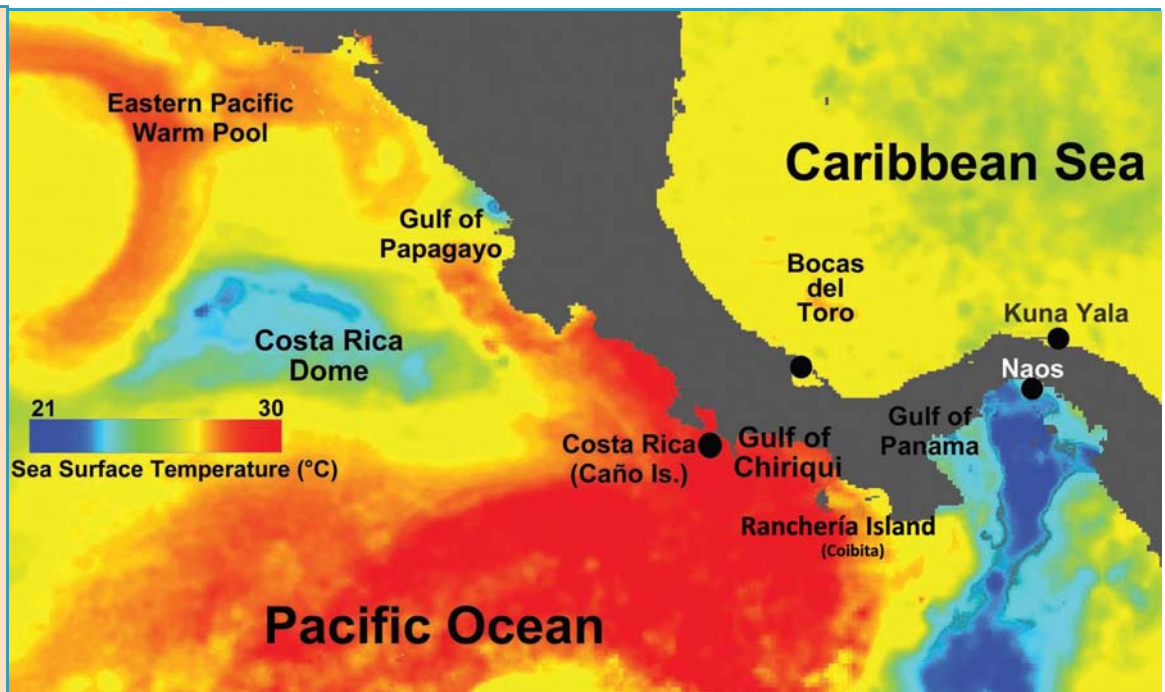 Eastern Pacific
Warm Pool
Caribbean Sea
Gulf of
Papagayo
Bocas
del
Toro
Kuna Yala
Costa Rica
Dome
Naos
21 30
Gulf of
Panama
Sea Surface Temperature (°C)
Costa Rica
(Caño Is.)
Gulf of
Chiriqui
Ranchería Island
(Coibita)
Pacific Ocean